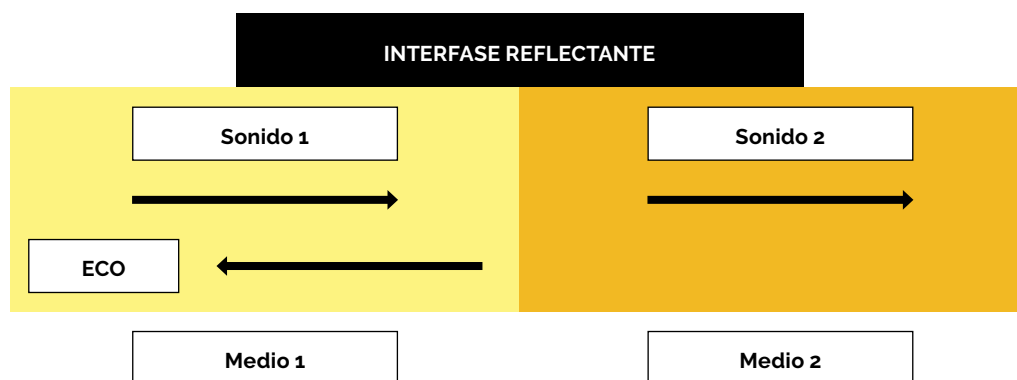 INTERFASE REFLECTANTE
Sonido 1
Sonido 2
ECO
Medio 1
Medio 2